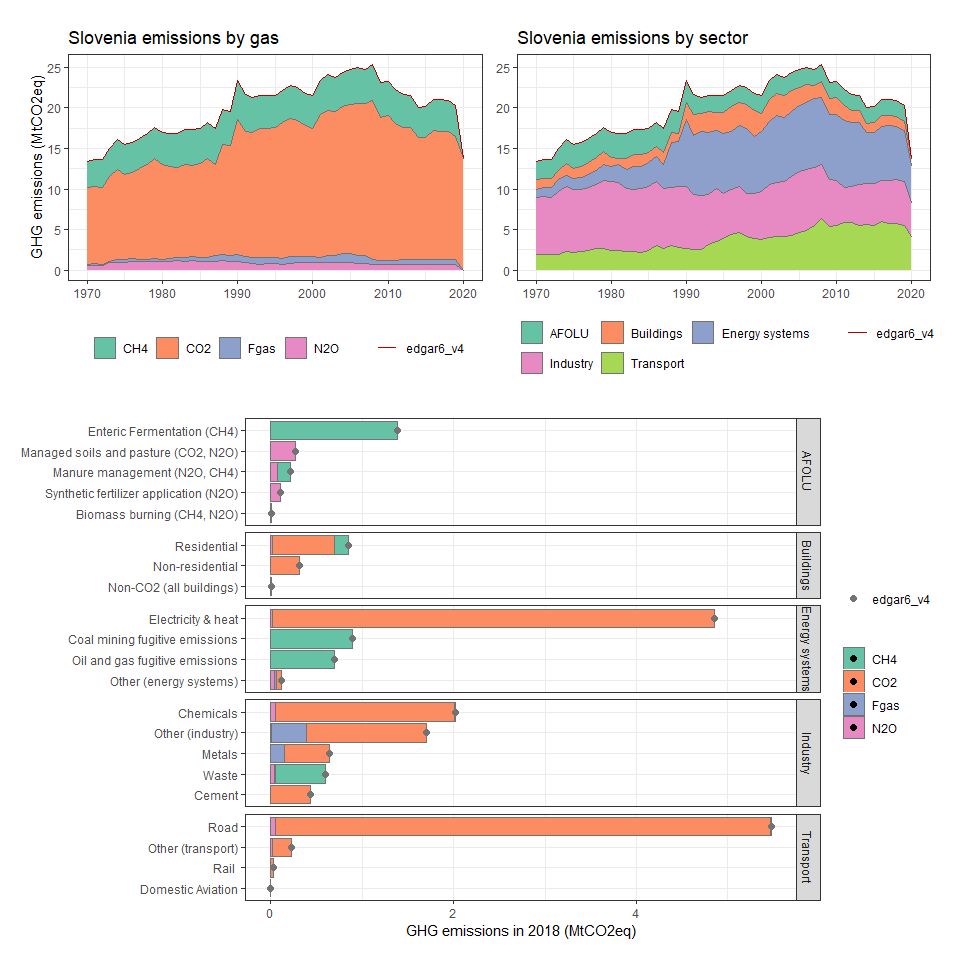 Slovenia emissions by gas
GHG emissions (MtCO2eq)
25
20
15
10
5
0
1970 1980 1990 2000 2010 2020
CH4 CO2 Fgas N2O edgar6_v4
Slovenia emissions by sector
25
20
15
10
5
0
1970 1980 1990 2000 2010 2020
AFOLU Buildings Energy systems edgar6_v4
Industry Transport
Enteric Fermentation (CH4)
Managed soils and pasture (CO2, N2O)
Manure management (N2O, CH4)
Synthetic fertilizer application (N2O)
Biomass burning (CH4, N2O)
AFOLU
Residential
Non-residential
Non-CO2 (all buildings)
Buildings
Electricity & heat
Coal mining fugitive emissions
Oil and gas fugitive emissions
Other (energy systems)
Energy systems
Chemicals
Other (industry)
Metals
Waste
Cement
Industry
Road
Other (transport)
Rail
Domestic Aviation
Transport
0 2 4
GHG emissions in 2018 (MtCO2eq)
edgar6_v4
CH4
CO2
Fgas
N2O